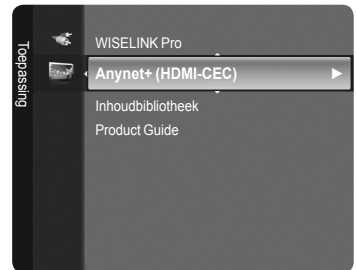 Toepassing
WISELINK Pro
Anynet+ (HDMI-CEC)
Inhoudbibliotheek
Product Guide